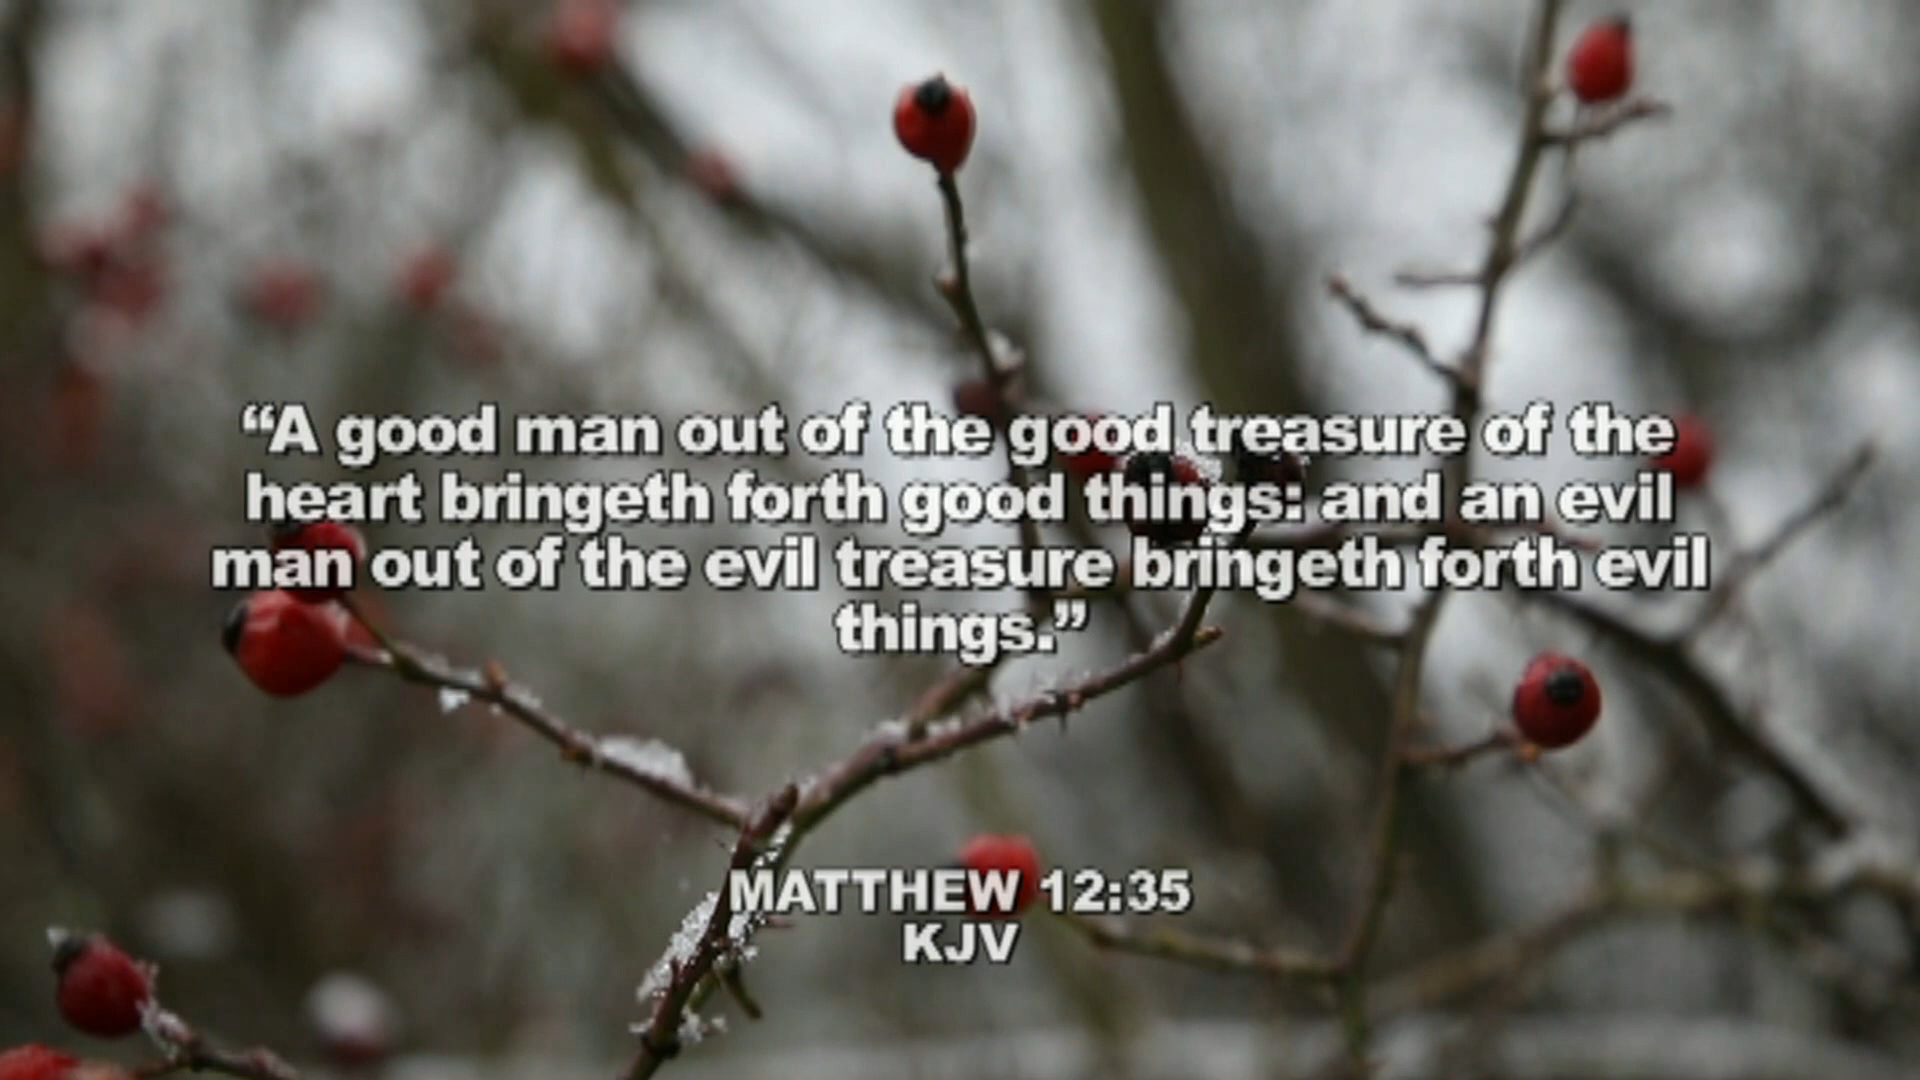 “A good man out of the good treasure of the
heart bringeth forth good things: and an evil
man out of the evil treasure bringeth forth evil
things.”
MATTHEW 12:35
KJV